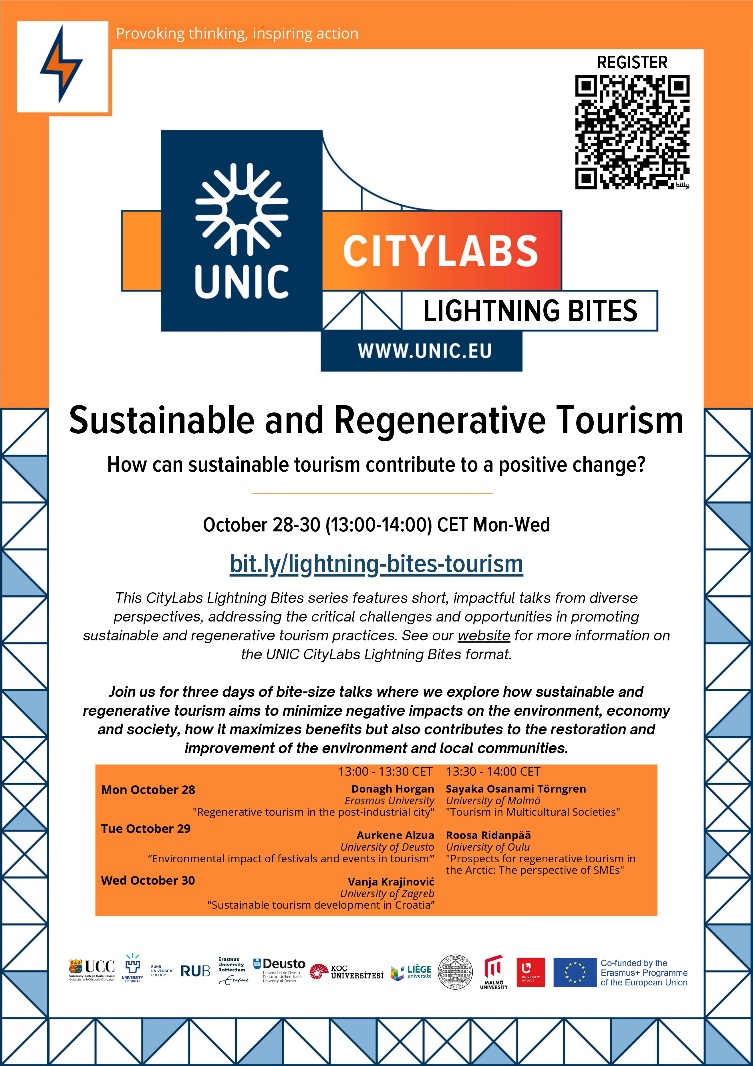 Provoking thinking, inspiring action
REGISTER
bitly
UNIC
CITYLABS
LIGHTNING BITES
WWW.UNIC.EU
Sustainable and Regenerative Tourism
How can sustainable tourism contribute to a positive change?
October 28-30 (13:00-14:00) CET Mon-Wed
bit.ly/lightning-bites-tourism
This CityLabs Lightning Bites series features short, impactful talks from diverse
perspectives, addressing the critical challenges and opportunities in promoting
sustainable and regenerative tourism practices. See our website for more information on
the UNIC CityLabs Lightning Bites format.
Join us for three days of bite-size talks where we explore how sustainable and
regenerative tourism aims to minimize negative impacts on the environment, economy
and society, how it maximizes benefits but also contributes to the restoration and
improvement of the environment and local communities.
13:00 - 13:30 CET 13:30 - 14:00 CET
Mon October 28
Donagh Horgan
Erasmus University
"Regenerative tourism in the post-industrial city"
Sayaka Osanami Törngren
University of Malmö
"Tourism in Multicultural Societies"
Tue October 29
Aurkene Alzua
University of Deusto
“Environmental impact of festivals and events in tourism”
Roosa Ridanpää
University of Oulu
"Prospects for regenerative tourism in
the Arctic: The perspective of SMEs"
Wed October 30
Vanja Krajinović
University of Zagreb
"Sustainable tourism development in Croatia"
UCC
RUB
Erasmus
University
Rotterdam
Deusto
KOÇ
ÜNİVERSİTESİ
LIÈGE
université
MALMÖ
UNIVERSITY
Co-funded by the
Erasmus+ Programme
of the European Union